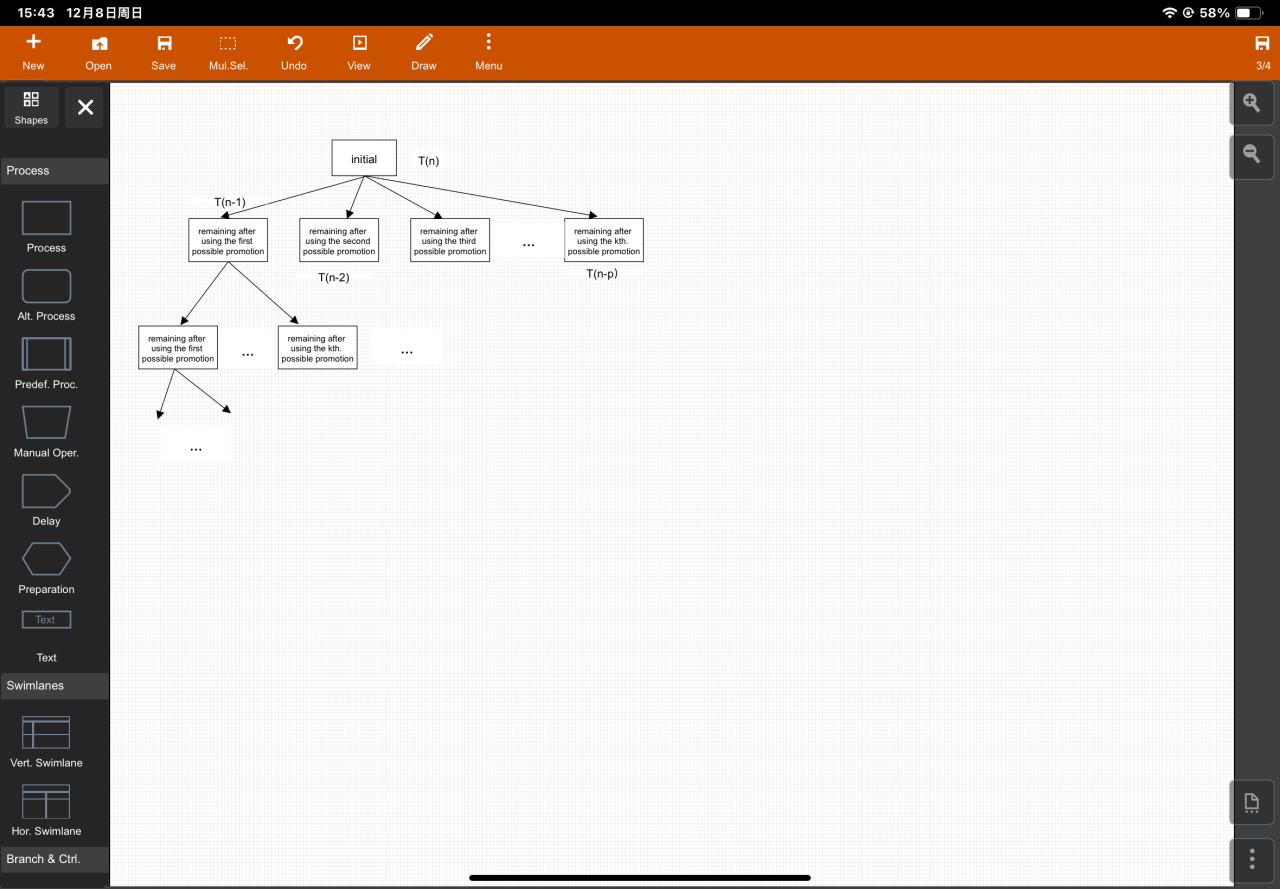 15:43 12月8日周日
58%
New
Open
Save
Mul.Sel.
Undo
View
Draw
Menu
3/4
Shapes
Process
Process
Alt. Process
Predef. Proc.
Manual Oper.
Delay
Preparation
Text
Text
Swimlanes
Vert. Swimlane
Hor. Swimlane
Branch & Ctrl.
initial
T(n)
T(n-1)
remaining after
using the first
possible promotion
remaining after
using the second
possible promotion
remaining after
using the third
possible promotion
...
remaining after
using the kth.
possible promotion
T(n-2)
T(n-p)
remaining after
using the first
possible promotion
...
remaining after
using the kth.
possible promotion
...
...